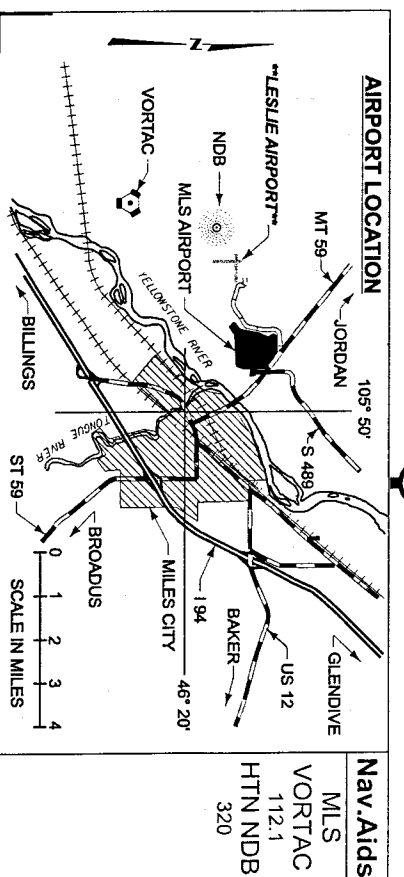 AIRPORT LOCATION
JORDAN
105° 50'
MT 59
S 489
GLENDIVE
"LESLIE AIRPORT"
MLS AIRPORT
NDB
VORTAC
YELLOWSTONE RIVER
US 12
BAKER
I 94
46° 20'
MILES CITY
TONGUE RIVER
BILLINGS
BROADUS
ST 59
0 1 2 3 4
SCALE IN MILES
N
Nav.Aids
MLS
VORTAC
112.1
HTN NDB
320